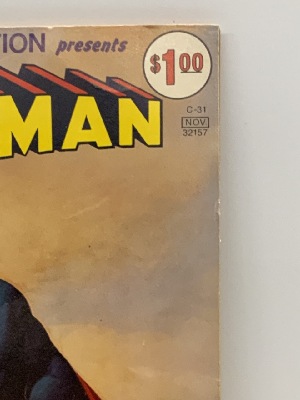 TION presents
$1.00
MAN
C-31
NOV
32157